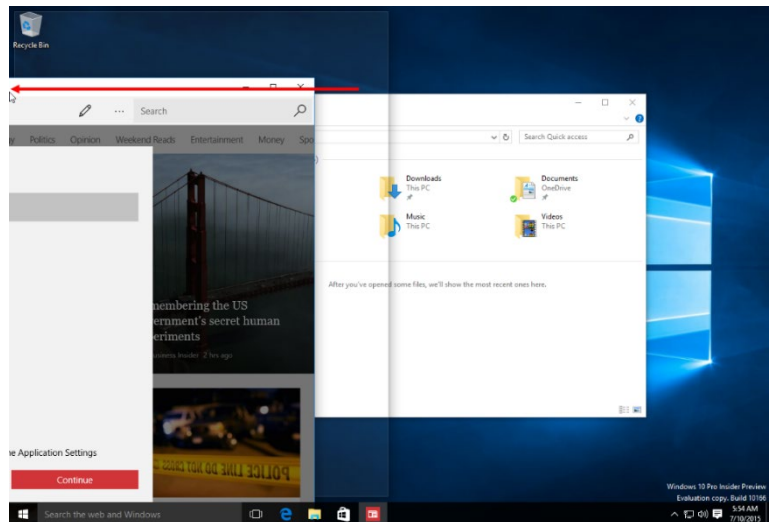 Recycle Bin
Search
Politics Opinion Weekend Reads Entertainment Money Spo
Search Quick access
Downloads
This PC
Documents
OneDrive
Music
This PC
Videos
This PC
After you've opened some files, we'll show the most recent ones here.
membering the US
ernment's secret human
eriments
usiness Insider 2 hrs ago
POLICE LINE DO NOT CROSS
e Application Settings
Continue
Windows 10 Pro Insider Preview
Evaluation copy. Build 10166
Search the web and Windows
5:54 AM
7/10/2015